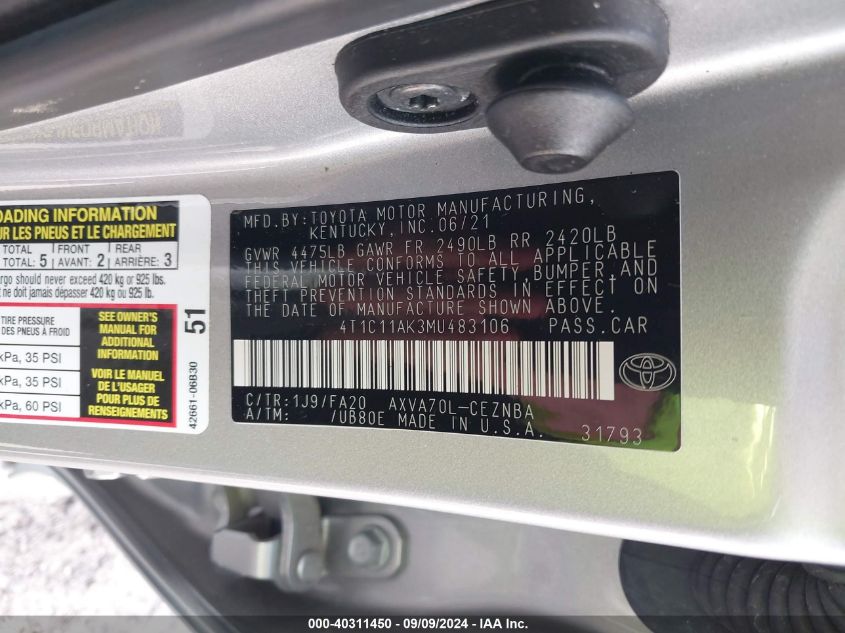 OADING INFORMATION
UR LES PNEUS ET LE CHARGEMENT
TOTAL FRONT REAR
TOTAL: 5 AVANT: 2 ARRIÈRE: 3
rgo should never exceed 420 kg or 925 lbs.
t ne doit jamais dépasser 420 kg ou 925 lb.
TIRE PRESSURE
DES PNEUS À FROID
kPa, 35 PSI
kPa, 35 PSI
kPa, 60 PSI
SEE OWNER'S
MANUAL FOR
ADDITIONAL
INFORMATION
VOIR LE MANUEL
DE L'USAGER
POUR PLUS DE
RENSEIGNEMENTS
51
42661-06B30
MFD. BY: TOYOTA MOTOR MANUFACTURING,
KENTUCKY, INC. 06/21
GVWR 4475LB GAWR FR 2490LB RR 2420LB
THIS VEHICLE CONFORMS TO ALL APPLICABLE
FEDERAL MOTOR VEHICLE SAFETY, BUMPER, AND
THEFT PREVENTION STANDARDS IN EFFECT ON
THE DATE OF MANUFACTURE SHOWN ABOVE.
4T1C11AK3MU483106 PASS. CAR
C/TR: 1J9/FA20 AXVA70L-CEZNBA
A/TM: /UB80E MADE IN U.S.A. 31793
000-40311450 - 09/09/2024 - IAA Inc.